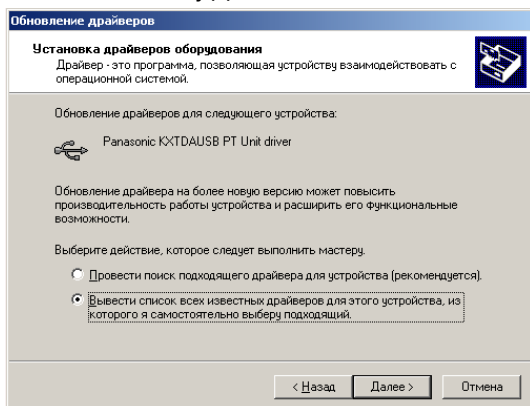 Обновление драйверов
Установка драйверов оборудования
Драйвер - это программа, позволяющая устройству взаимодействовать с
операционной системой.
Обновление драйверов для следующего устройства:
Panasonic KXTDAUSB PT Unit driver
Обновление драйвера на более новую версию может повысить
производительность работы устройства и расширить его функциональные
возможности.
Выберите действие, которое следует выполнить мастеру.
Провести поиск подходящего драйвера для устройства (рекомендуется).
Вывести список всех известных драйверов для этого устройства, из
которого я самостоятельно выберу подходящий.
< Назад Далее > Отмена